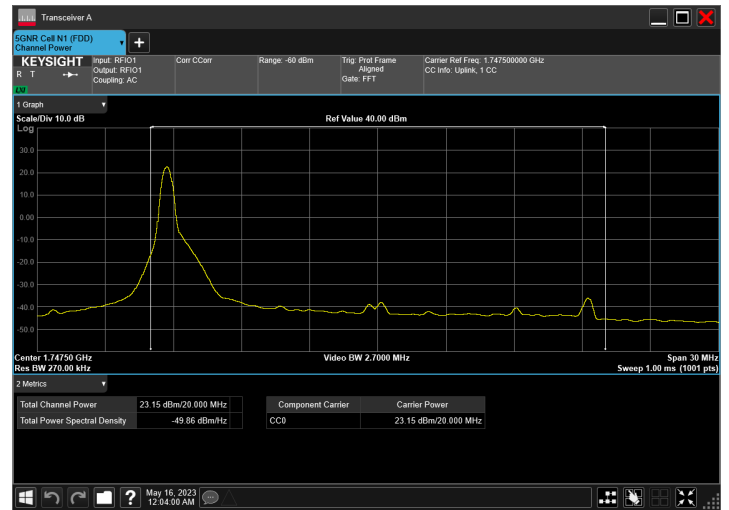 Transceiver A
5GNR Cell N1 (FDD)
Channel Power
KEYSIGHT
R T
LXI
Input: RFIO1
Output: RFIO1
Coupling: AC
Corr CCorr
Range: -60 dBm
Trig: Prot Frame
Aligned
Gate: FFT
Carrier Ref Freq: 1.747500000 GHz
CC Info: Uplink, 1 CC
1 Graph
Scale/Div 10.0 dB
Ref Value 40.00 dBm
Log
30.0
20.0
10.0
0.00
-10.0
-20.0
-30.0
-40.0
-50.0
Center 1.74750 GHz
Video BW 2.7000 MHz
Span 30 MHz
Res BW 270.00 kHz
Sweep 1.00 ms (1001 pts)
2 Metrics
Total Channel Power 23.15 dBm/20.000 MHz
Total Power Spectral Density -49.86 dBm/Hz
Component Carrier Carrier Power
CC0 23.15 dBm/20.000 MHz
? May 16, 2023
12:04:00 AM